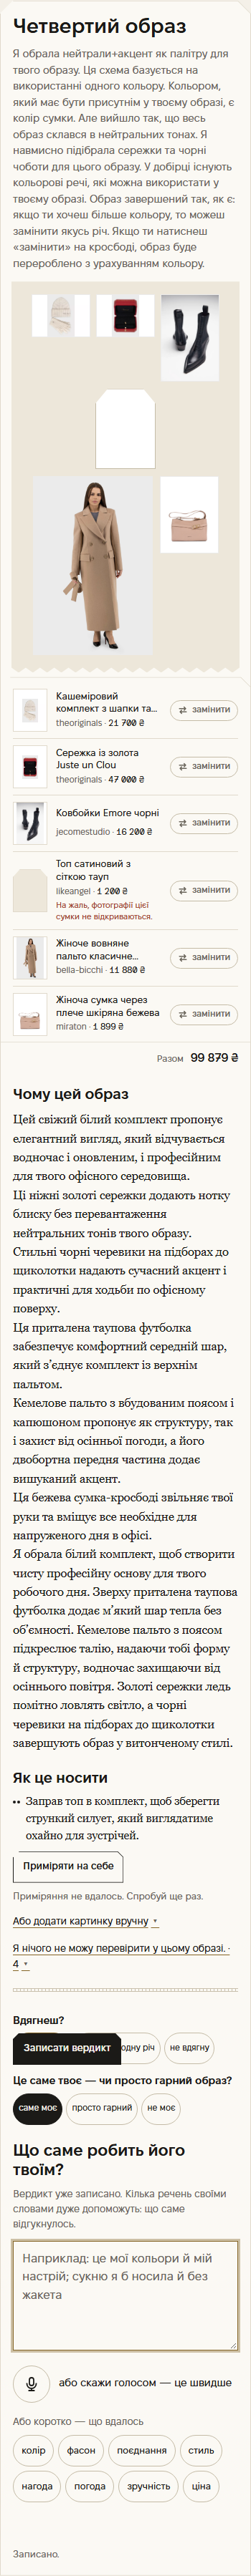 Четвертий образ
Я обрала нейтрали+акцент як палітру для
твого образу. Ця схема базується на
використанні одного кольору. Кольором,
який має бути присутнім у твоєму образі, є
колір сумки. Але вийшло так, що весь
образ склався в нейтральних тонах. Я
навмисно підібрала сережки та чорні
чоботи для цього образу. У добірці існують
кольорові речі, які можна використати у
твоєму образі. Образ завершений так, як є:
якщо ти хочеш більше кольору, то можеш
замінити якусь річ. Якщо ти натиснеш
«замінити» на кросбоді, образ буде
перероблено з урахуванням кольору.
Кашеміровий
комплект з шапки та...
theoriginals · 21 700 ₴
замінити
Сережка із золота
Juste un Clou
theoriginals · 47 000 ₴
замінити
Ковбойки Emore чорні
jecomestudio · 16 200 ₴
замінити
Топ сатиновий з
сіткою тауп
likeangel · 1 200 ₴
На жаль, фотографії цієї
сумки не відкриваються.
замінити
Жіноче вовняне
пальто класичне...
bella-bicchi · 11 880 ₴
замінити
Жіноча сумка через
плече шкіряна бежева
miraton · 1 899 ₴
замінити
Разом 99 879 ₴
Чому цей образ
Цей свіжий білий комплект пропонує
елегантний вигляд, який відчувається
водночас і оновленим, і професійним
для твого офісного середовища.
Ці ніжні золоті сережки додають нотку
блиску без перевантаження
нейтральних тонів твого образу.
Стильні чорні черевики на підборах до
щиколотки надають сучасний акцент і
практичні для ходьби по офісному
поверху.
Ця приталена таупова футболка
забезпечує комфортний середній шар,
який з’єднує комплект із верхнім
пальтом.
Кемелове пальто з вбудованим поясом і
капюшоном пропонує як структуру, так
і захист від осінньої погоди, а його
двобортна передня частина додає
вишуканий акцент.
Ця бежева сумка-кросбоді звільняє твої
руки та вміщує все необхідне для
напруженого дня в офісі.
Я обрала білий комплект, щоб створити
чисту професійну основу для твого
робочого дня. Зверху приталена таупова
футболка додає м’який шар тепла без
об’ємності. Кемелове пальто з поясом
підкреслює талію, надаючи тобі форму
й структуру, водночас захищаючи від
осіннього повітря. Золоті сережки ледь
помітно ловлять світло, а чорні
черевики на підборах до щиколотки
завершують образ у витонченому стилі.
Як це носити
Заправ топ в комплект, щоб зберегти
стрункий силует, який виглядатиме
охайно для зустрічей.
Приміряти на себе
Приміряння не вдалось. Спробуй ще раз.
Або додати картинку вручну
Я нічого не можу перевірити у цьому образі. ·
4
Вдягнеш?
Записати вердикт
одну річ
не вдягну
Це саме твоє — чи просто гарний образ?
саме моє
просто гарний
не моє
Що саме робить його
твоїм?
Вердикт уже записано. Кілька речень своїми
словами дуже допоможуть: що саме
відгукнулось.
Наприклад: це мої кольори й мій
настрій; сукню я б носила й без
жакета
або скажи голосом — це швидше
Або коротко — що вдалось
колір
фасон
поєднання
стиль
нагода
погода
зручність
ціна
Записано.